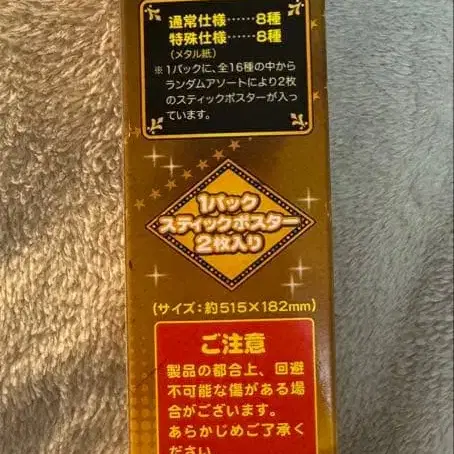 通常仕様……8種
特殊仕様……8種
(メタル紙)
※1パックに、全16種の中から
ランダムアソートにより2枚
のスティックポスターが入っ
ています。
1パック
スティックポスター
2枚入り
(サイズ:約515×182mm)
ご注意
製品の都合上、回避
不可能な傷がある場
合がございます。
あらかじめご了承く
ださい。